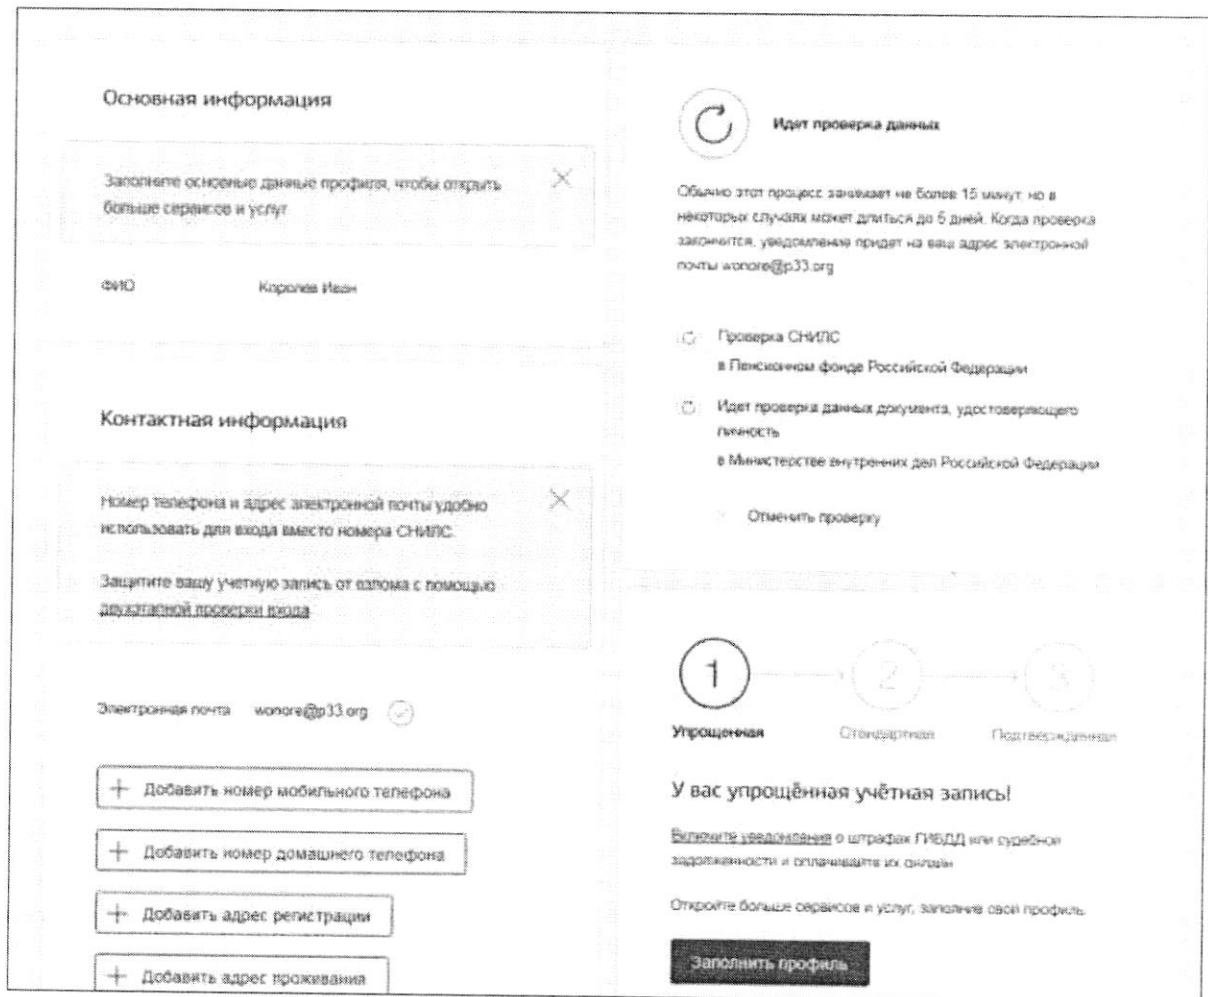 Основная информация
Заполните основные данные профиля, чтобы открыть
больше сервисов и услуг
ФИО Королев Иван
Контактная информация
Номер телефона и адрес электронной почты удобно
использовать для входа вместо номера СНИЛС.
Защитите вашу учетную запись от взлома с помощью
двухэтапной проверки входа
Электронная почта wonore@p33.org
Добавить номер мобильного телефона
Добавить номер домашнего телефона
Добавить адрес регистрации
Добавить адрес проживания
Идет проверка данных
Обычно этот процесс занимает не более 15 минут, но в
некоторых случаях может длиться до 5 дней. Когда проверка
закончится, уведомление придет на ваш адрес электронной
почты wonore@p33.org
Проверка СНИЛС
в Пенсионном фонде Российской Федерации
Идет проверка данных документа, удостоверяющего
личность
в Министерстве внутренних дел Российской Федерации
Отменить проверку
1 2 3
Упрощенная Стандартная Подтвержденная
У вас упрощённая учётная запись!
Включите уведомления о штрафах ГИБДД или судебной
задолженности и оплачивайте их онлайн
Откройте больше сервисов и услуг, заполнив свой профиль.
Заполнить профиль